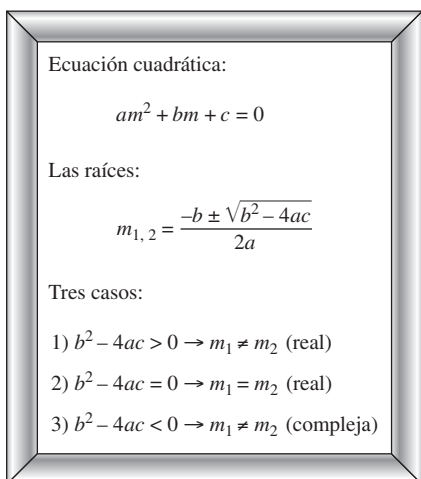 Ecuación cuadrática:
am² + bm + c = 0
Las raíces:
m₁, ₂ = (–b ± √(b² – 4ac)) / 2a
Tres casos:
1) b² – 4ac > 0 → m₁ ≠ m₂ (real)
2) b² – 4ac = 0 → m₁ = m₂ (real)
3) b² – 4ac < 0 → m₁ ≠ m₂ (compleja)